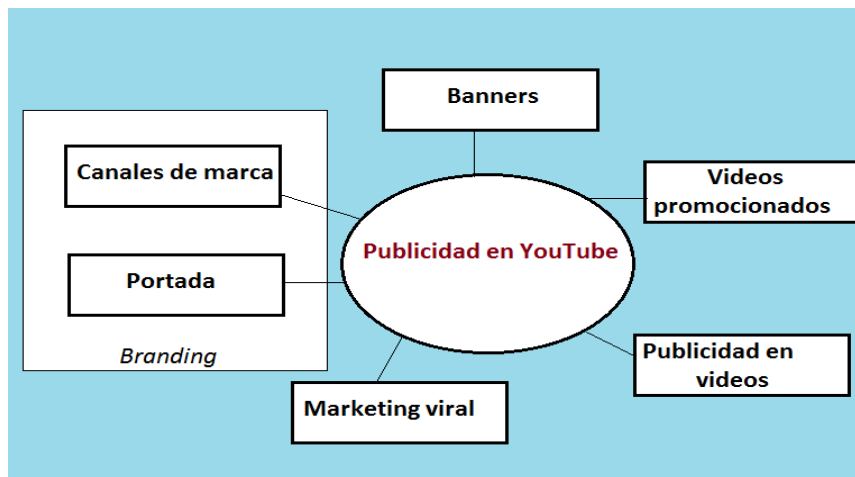 Banners
Canales de marca
Videos
promocionados
Publicidad en YouTube
Portada
Publicidad en
videos
Branding
Marketing viral